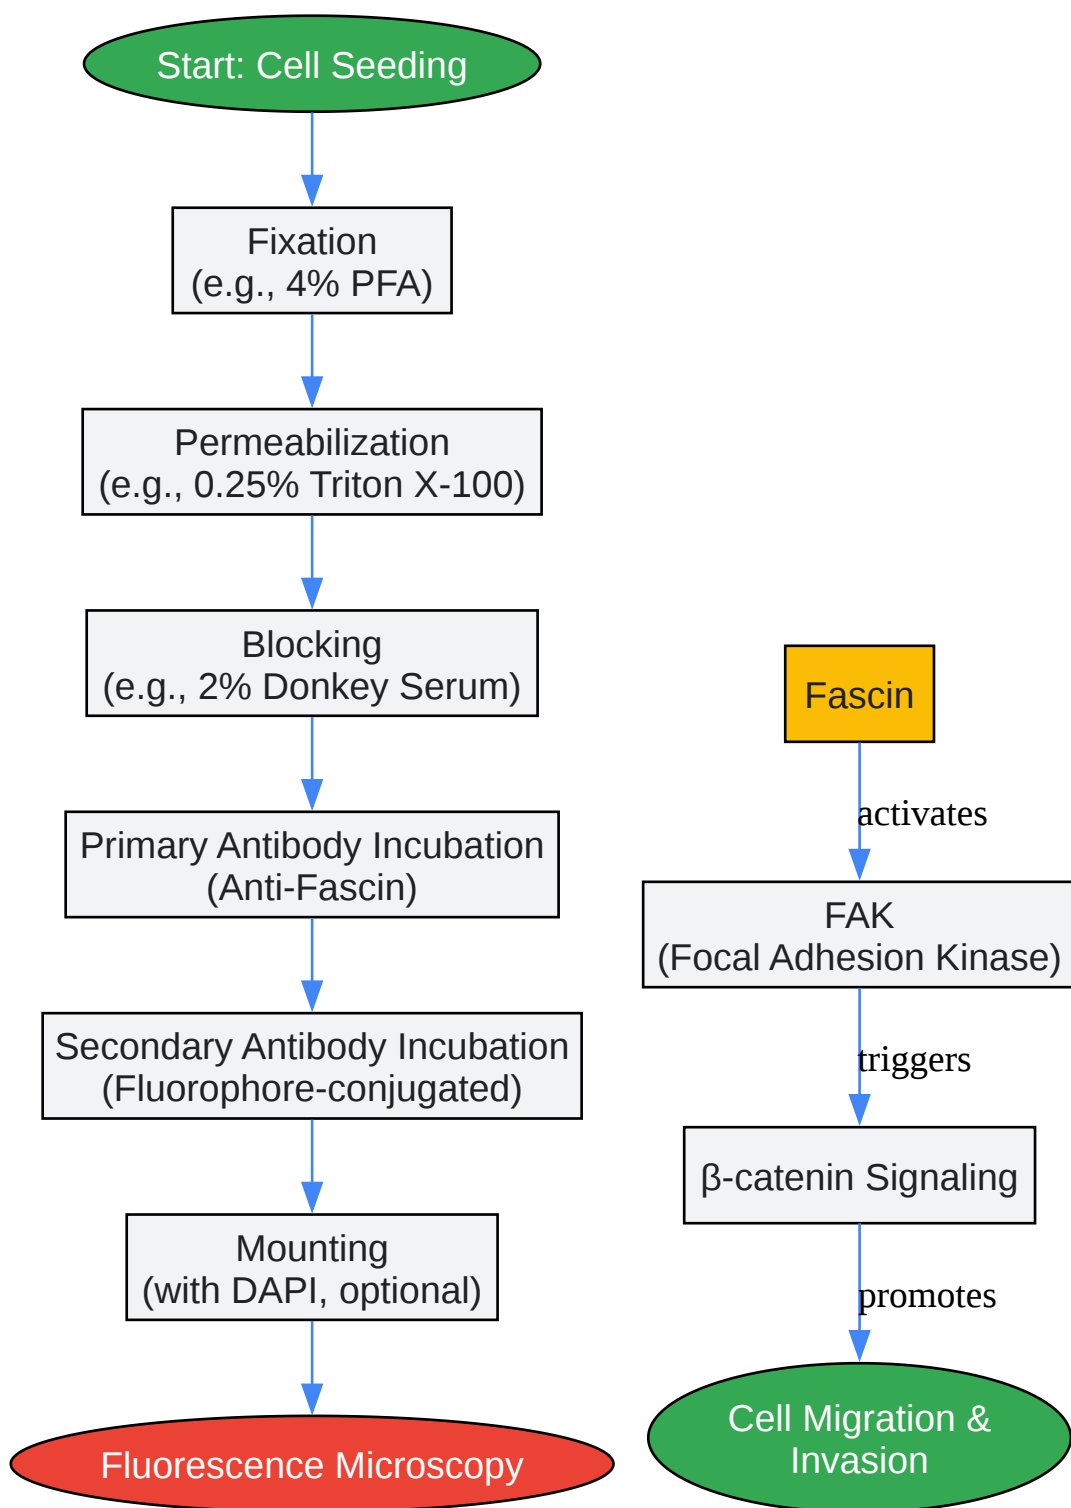 Start: Cell Seeding
Fixation
(e.g., 4% PFA)
Permeabilization
(e.g., 0.25% Triton X-100)
Blocking
(e.g., 2% Donkey Serum)
Primary Antibody Incubation
(Anti-Fascin)
Secondary Antibody Incubation
(Fluorophore-conjugated)
Mounting
(with DAPI, optional)
Fluorescence Microscopy
Fascin
activates
FAK
(Focal Adhesion Kinase)
triggers
β-catenin Signaling
promotes
Cell Migration &
Invasion